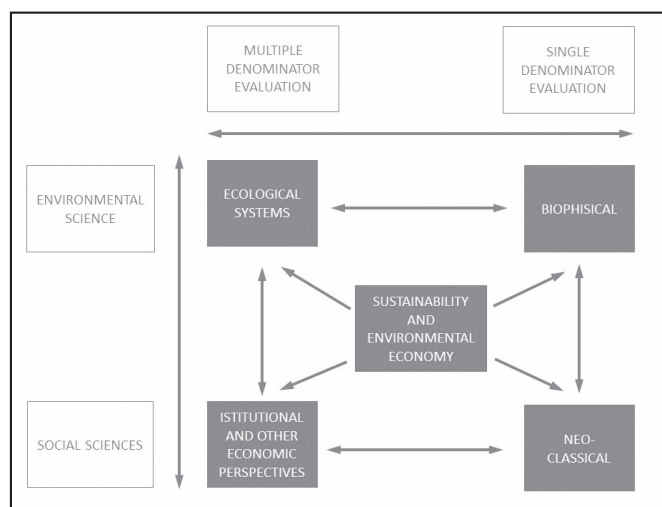 MULTIPLE
DENOMINATOR
EVALUATION
SINGLE
DENOMINATOR
EVALUATION
ENVIRONMENTAL
SCIENCE
ECOLOGICAL
SYSTEMS
BIOPHISICAL
SUSTAINABILITY
AND
ENVIRONMENTAL
ECONOMY
SOCIAL SCIENCES
ISTITUTIONAL
AND OTHER
ECONOMIC
PERSPECTIVES
NEO-
CLASSICAL